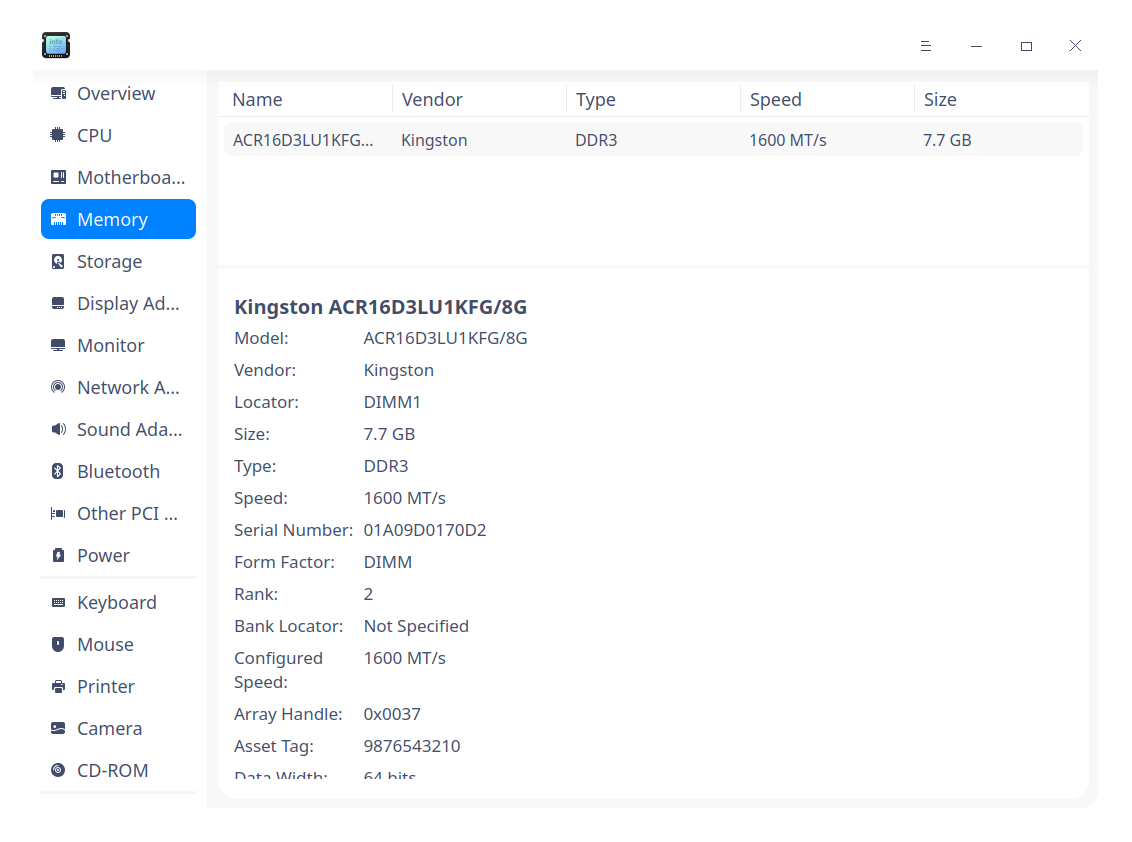 info
Overview
CPU
Motherboa...
Memory
Storage
Display Ad...
Monitor
Network A...
Sound Ada...
Bluetooth
Other PCI ...
Power
Keyboard
Mouse
Printer
Camera
CD-ROM
Name Vendor Type Speed Size
ACR16D3LU1KFG... Kingston DDR3 1600 MT/s 7.7 GB
Kingston ACR16D3LU1KFG/8G
Model: ACR16D3LU1KFG/8G
Vendor: Kingston
Locator: DIMM1
Size: 7.7 GB
Type: DDR3
Speed: 1600 MT/s
Serial Number: 01A09D0170D2
Form Factor: DIMM
Rank: 2
Bank Locator: Not Specified
Configured 1600 MT/s
Speed:
Array Handle: 0x0037
Asset Tag: 9876543210
Data Width: 64 bits